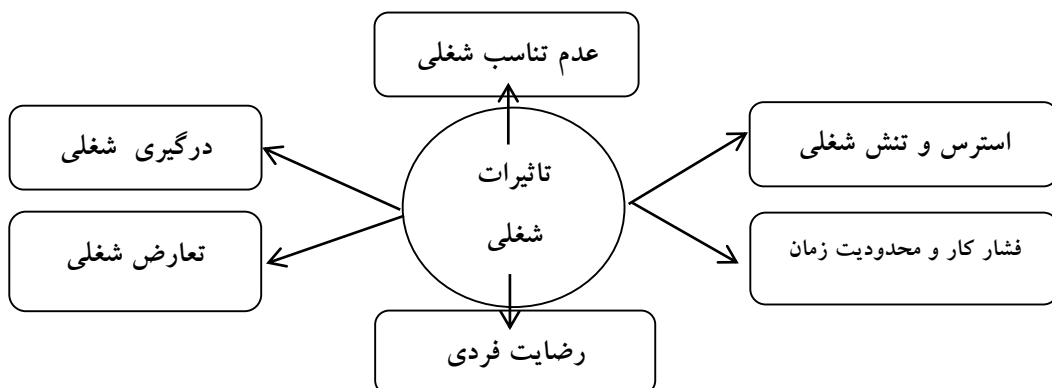 عدم تناسب شغلی
استرس و تنش شغلی
درگیری شغلی
تاثیرات
شغلی
فشار کار و محدودیت زمان
تعارض شغلی
رضایت فردی